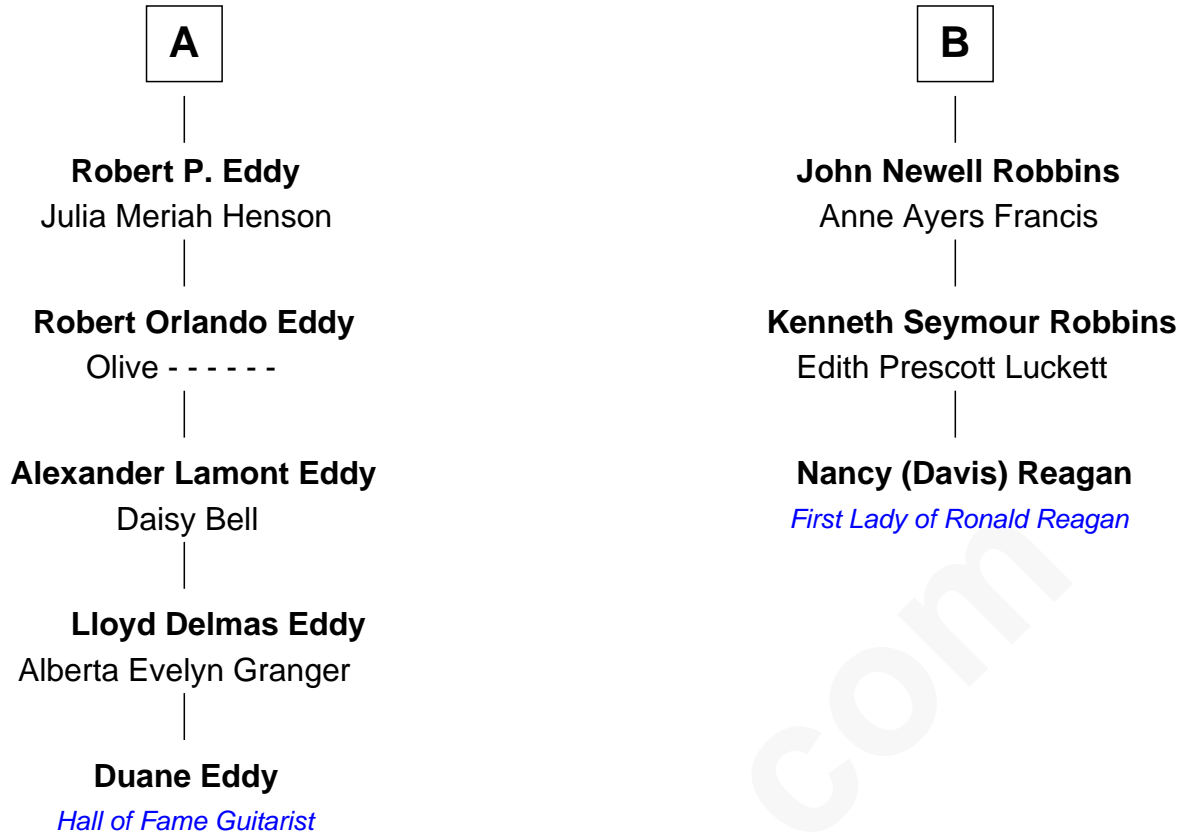 A
Robert P. Eddy
Julia Meriah Henson
Robert Orlando Eddy
Olive - - - - - -
Alexander Lamont Eddy
Daisy Bell
Lloyd Delmas Eddy
Alberta Evelyn Granger
Duane Eddy
Hall of Fame Guitarist
B
John Newell Robbins
Anne Ayers Francis
Kenneth Seymour Robbins
Edith Prescott Luckett
Nancy (Davis) Reagan
First Lady of Ronald Reagan
com